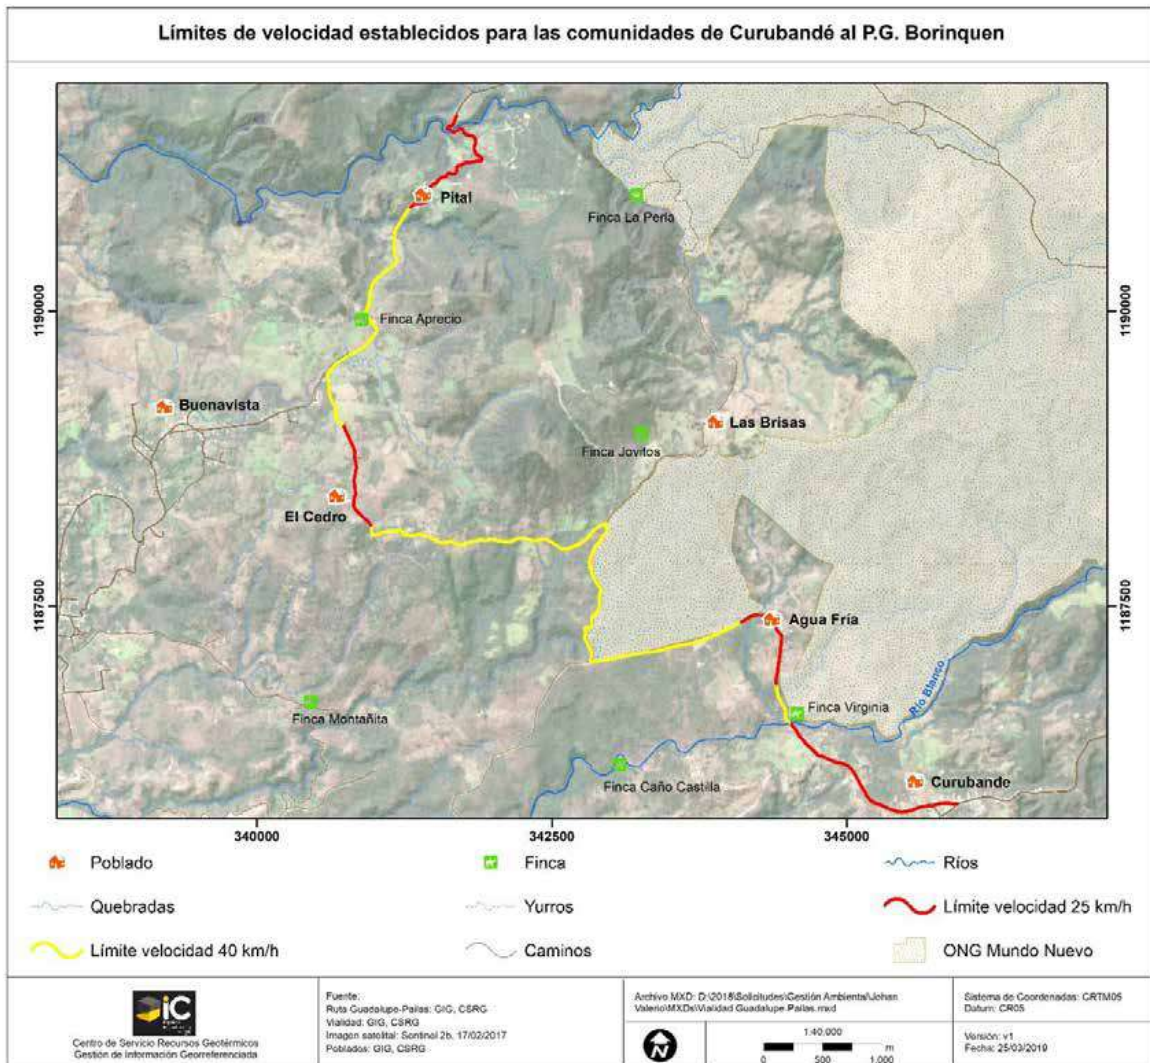 Límites de velocidad establecidos para las comunidades de Curubandé al P.G. Borinquen
Pital
Finca La Perla
1190000
1190000
Finca Aprecio
Buenavista
Las Brisas
Finca Jovitos
El Cedro
1187500
1187500
Agua Fría
Río Blanco
Finca Montañita
Finca Virginia
Finca Caño Castilla
Curubande
340000
342500
345000
Poblado
Finca
Ríos
Quebradas
Yurros
Límite velocidad 25 km/h
Límite velocidad 40 km/h
Caminos
ONG Mundo Nuevo
Centro de Servicio Recursos Geotérmicos
Gestión de Información Georreferenciada
Fuente:
Ruta Guadalupe-Pailas: GIG, CSRG
Vialidad: GIG, CSRG
Imagen satelital: Sentinel 2b, 17/02/2017
Poblados: GIG, CSRG
Archivo MXD: D:\2018\Solicitudes\Gestión Ambiental\Johan
Valerio\MXDs\Vialidad Guadalupe-Pailas.mxd
N
1:40.000
m
0 500 1.000
Sistema de Coordenadas: CRTM05
Datum: CR05
Versión: v1
Fecha: 25/03/2019